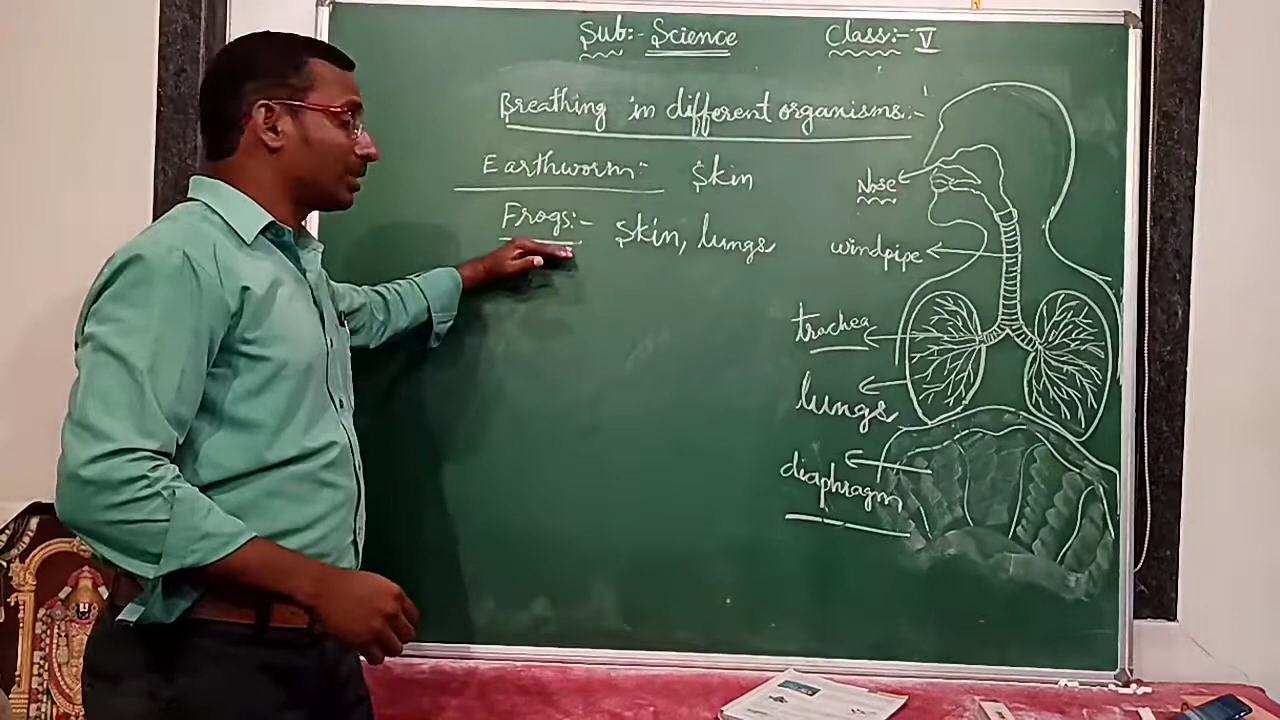 Sub:- Science Class:- V
Breathing in different organisms:-
Earthworm:- Skin
Frogs:- Skin, lungs
Nose
windpipe
trachea
lungs
diaphragm